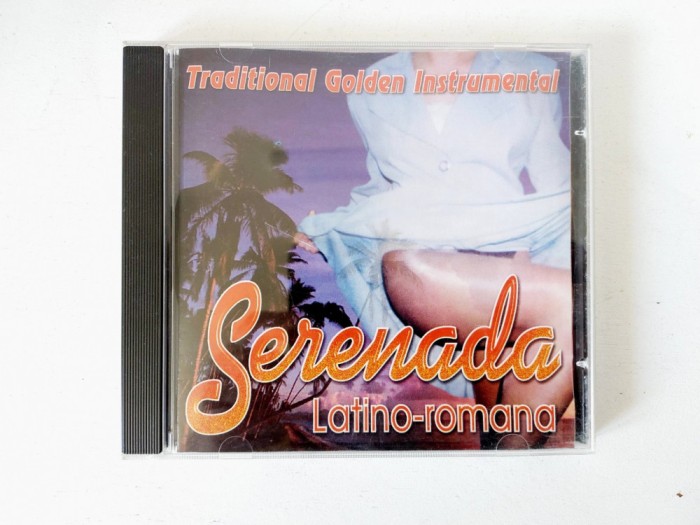 Traditional Golden Instrumental
Serenada
Latino-romana